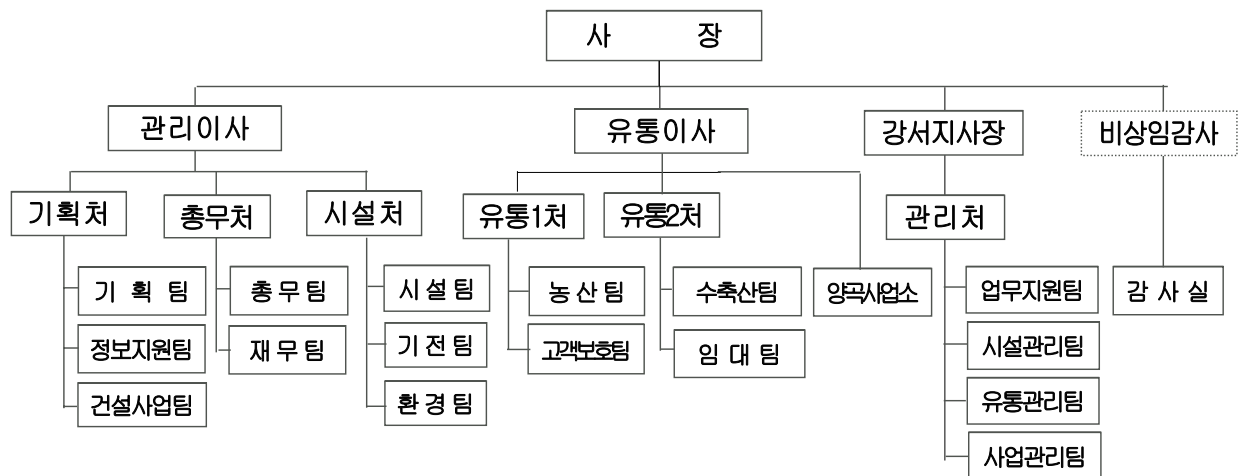 사 장
관리이사 유통이사 강서지사장 비상임감사
기획처 총무처 시설처 유통1처 유통2처 관리처
기 획 팀 총 무 팀 시 설 팀 농 산 팀 수축산팀 양곡사업소 업무지원팀 감 사 실
정보지원팀 재 무 팀 기 전 팀 고객보호팀 임 대 팀 시설관리팀
건설사업팀 환 경 팀 유통관리팀
사업관리팀